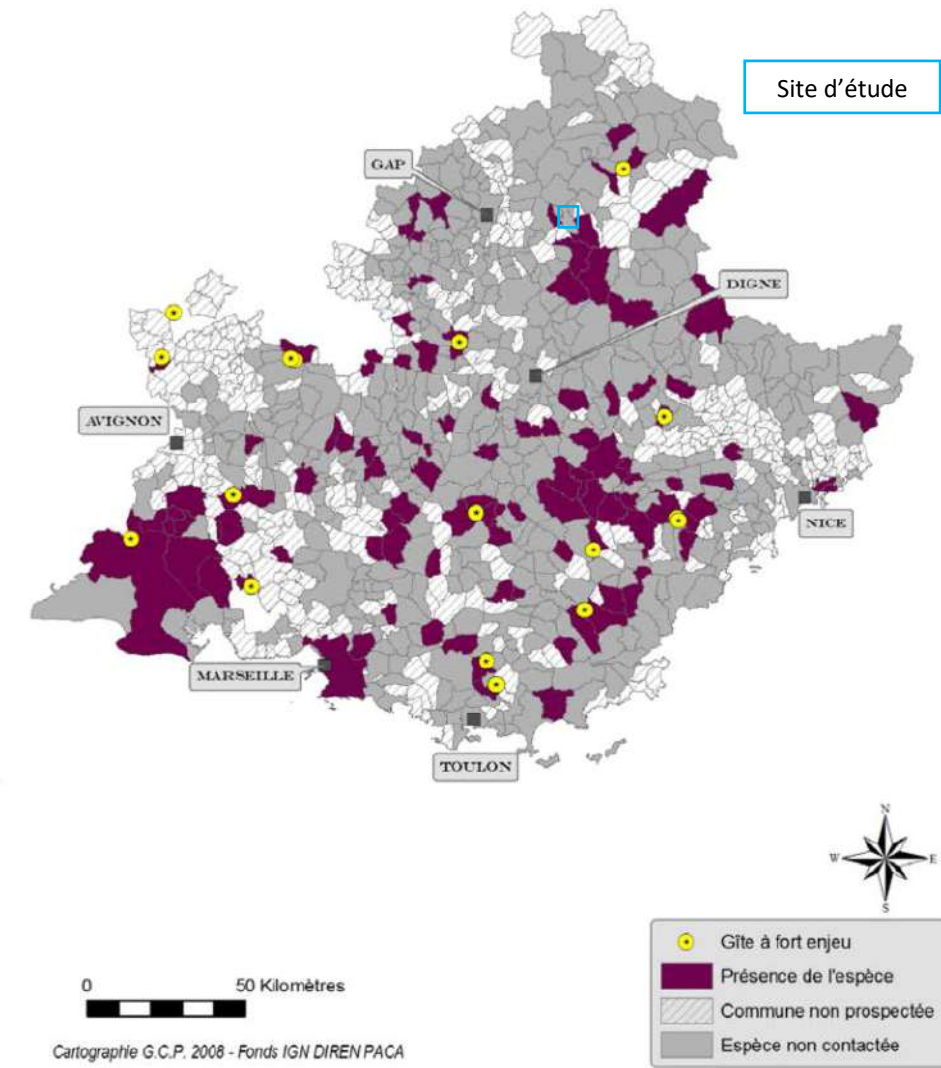 Site d'étude
GAP
DIGNE
AVIGNON
NICE
MARSEILLE
TOULON
N
W E
S
Gîte à fort enjeu
Présence de l'espèce
Commune non prospectée
Espèce non contactée
0 50 Kilomètres
Cartographie G.C.P. 2008 - Fonds IGN DIREN PACA